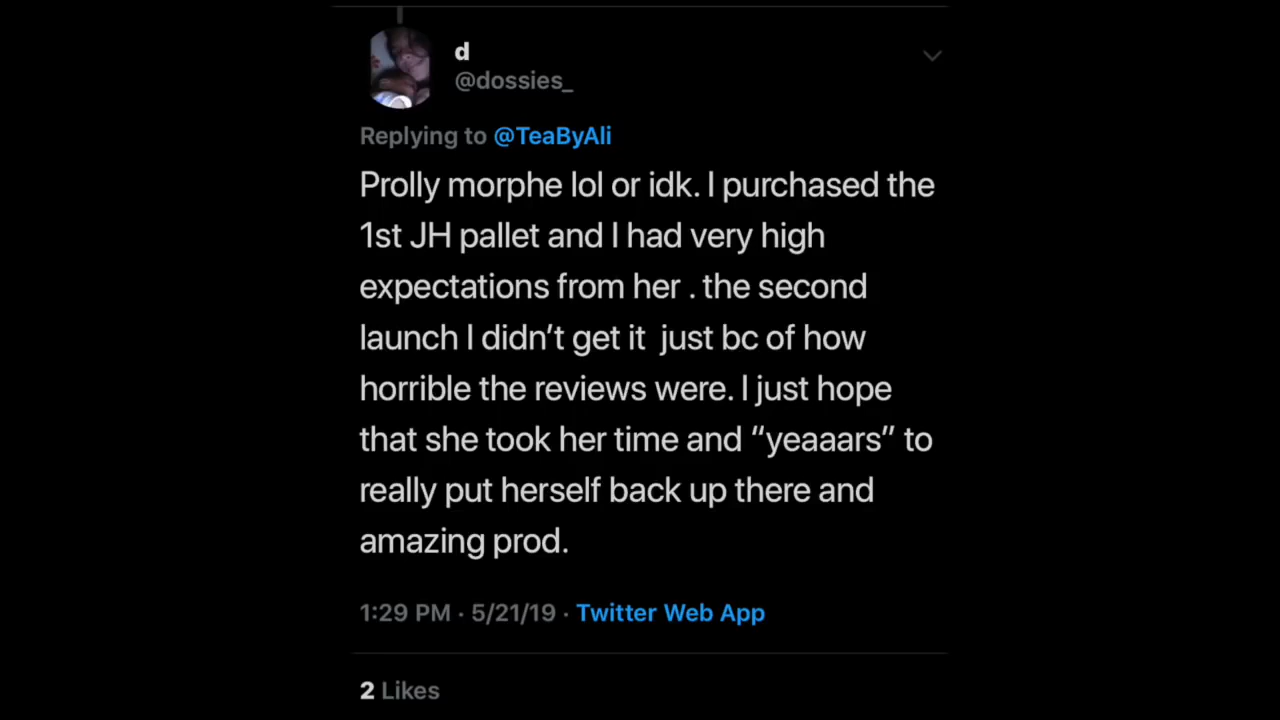 d
@dossies_
Replying to @TeaByAli
Prolly morphe lol or idk. I purchased the
1st JH pallet and I had very high
expectations from her . the second
launch I didn’t get it  just bc of how
horrible the reviews were. I just hope
that she took her time and “yeaaars” to
really put herself back up there and
amazing prod.
1:29 PM · 5/21/19 · Twitter Web App
2 Likes